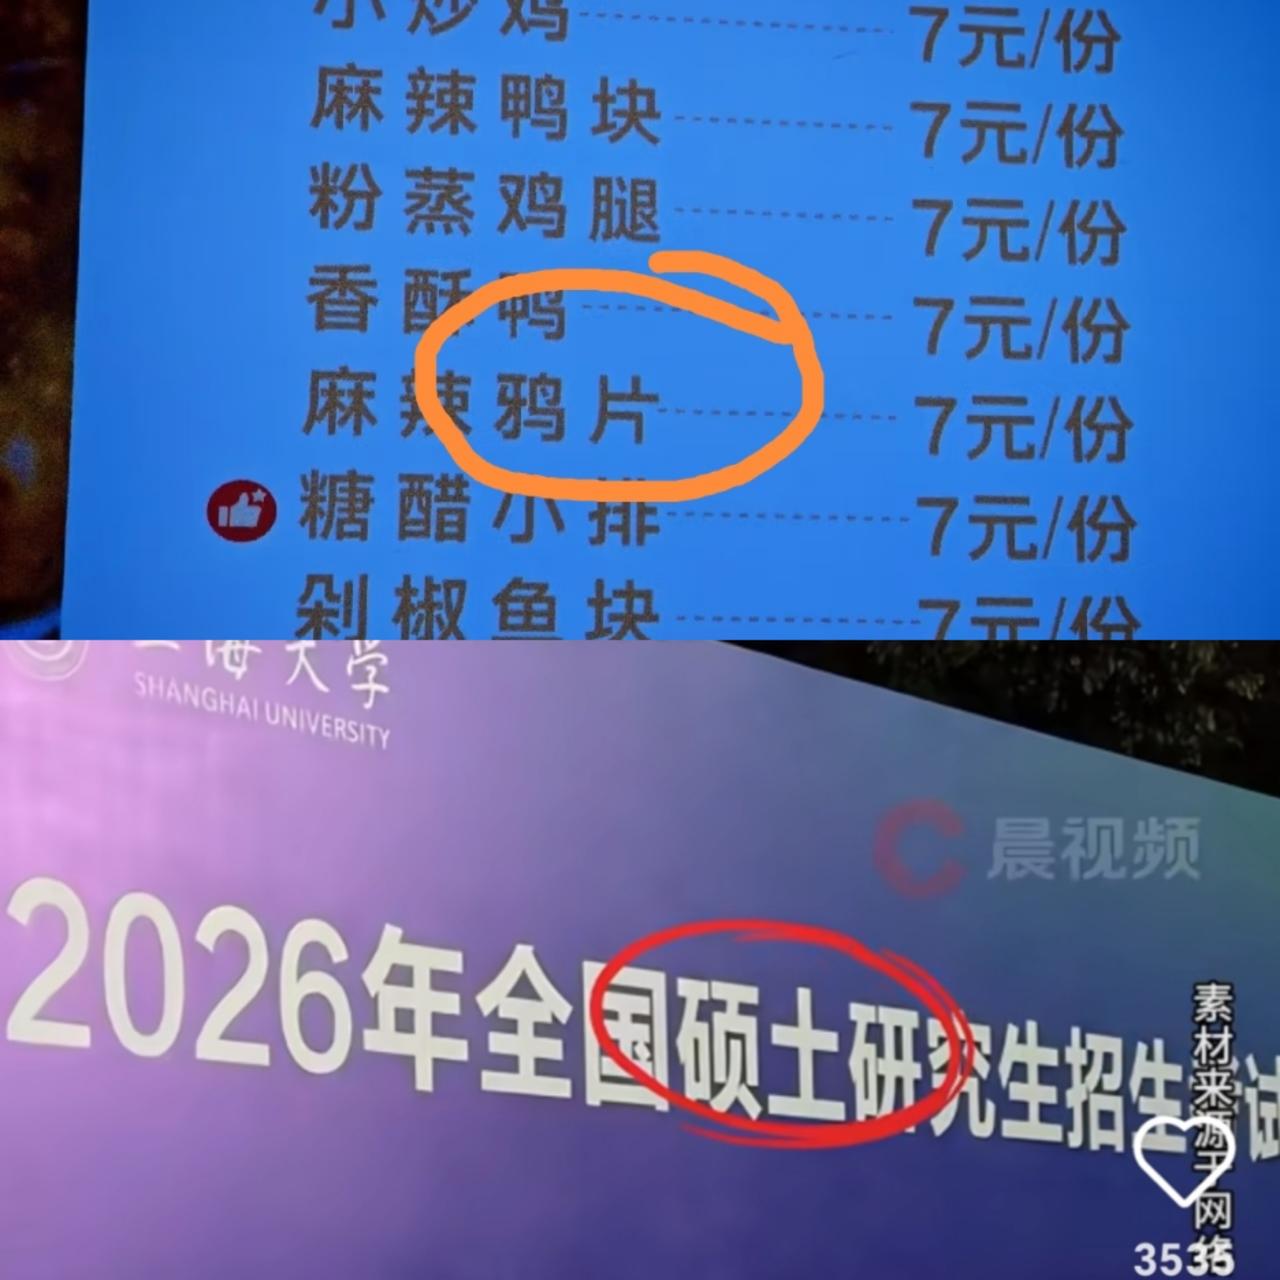 小炒鸡 7元/份
麻辣鸭块 7元/份
粉蒸鸡腿 7元/份
香酥鸭 7元/份
麻辣鸦片 7元/份
糖醋小排 7元/份
剁椒鱼块 7元/份
上海大学
SHANGHAI UNIVERSITY
晨视频
2026年全国硕土研究生招生考试
素材来源于网络
3535